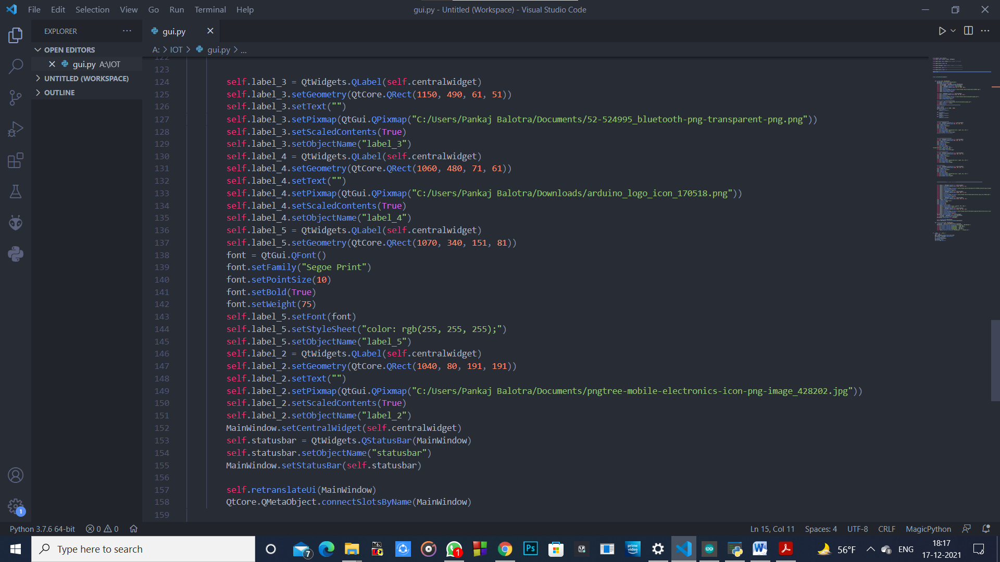 File Edit Selection View Go Run Terminal Help
gui.py - Untitled (Workspace) - Visual Studio Code
EXPLORER
gui.py
OPEN EDITORS
gui.py A:\IOT
UNTITLED (WORKSPACE)
OUTLINE
A: > IOT > gui.py > ...
122
123
124 self.label_3 = QtWidgets.QLabel(self.centralwidget)
125 self.label_3.setGeometry(QtCore.QRect(1150, 490, 61, 51))
126 self.label_3.setText("")
127 self.label_3.setPixmap(QtGui.QPixmap("C:/Users/Pankaj Balotra/Documents/52-524995_bluetooth-png-transparent-png.png"))
128 self.label_3.setScaledContents(True)
129 self.label_3.setObjectName("label_3")
130 self.label_4 = QtWidgets.QLabel(self.centralwidget)
131 self.label_4.setGeometry(QtCore.QRect(1060, 480, 71, 61))
132 self.label_4.setText("")
133 self.label_4.setPixmap(QtGui.QPixmap("C:/Users/Pankaj Balotra/Downloads/arduino_logo_icon_170518.png"))
134 self.label_4.setScaledContents(True)
135 self.label_4.setObjectName("label_4")
136 self.label_5 = QtWidgets.QLabel(self.centralwidget)
137 self.label_5.setGeometry(QtCore.QRect(1070, 340, 151, 81))
138 font = QtGui.QFont()
139 font.setFamily("Segoe Print")
140 font.setPointSize(10)
141 font.setBold(True)
142 font.setWeight(75)
143 self.label_5.setFont(font)
144 self.label_5.setStyleSheet("color: rgb(255, 255, 255);")
145 self.label_5.setObjectName("label_5")
146 self.label_2 = QtWidgets.QLabel(self.centralwidget)
147 self.label_2.setGeometry(QtCore.QRect(1040, 80, 191, 191))
148 self.label_2.setText("")
149 self.label_2.setPixmap(QtGui.QPixmap("C:/Users/Pankaj Balotra/Documents/pngtree-mobile-electronics-icon-png-image_428202.jpg"))
150 self.label_2.setScaledContents(True)
151 self.label_2.setObjectName("label_2")
152 MainWindow.setCentralWidget(self.centralwidget)
153 self.statusbar = QtWidgets.QStatusBar(MainWindow)
154 self.statusbar.setObjectName("statusbar")
155 MainWindow.setStatusBar(self.statusbar)
156
157 self.retranslateUi(MainWindow)
158 QtCore.QMetaObject.connectSlotsByName(MainWindow)
159
1
Python 3.7.6 64-bit 0 0
Ln 15, Col 11 Spaces: 4 UTF-8 CRLF MagicPython
Type here to search
7
1
Ps
prime video
56°F
ENG
18:17
17-12-2021